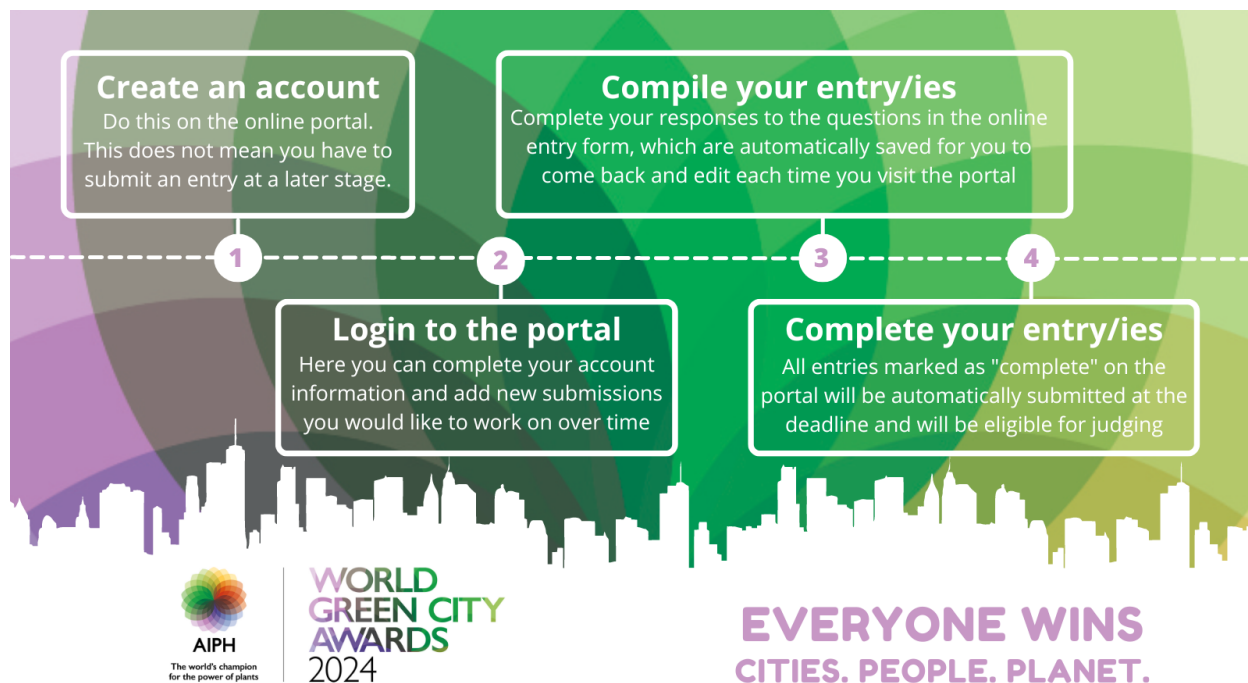 Create an account
Do this on the online portal.
This does not mean you have to
submit an entry at a later stage.
1
2
Login to the portal
Here you can complete your account
information and add new submissions
you would like to work on over time
Compile your entry/ies
Complete your responses to the questions in the online
entry form, which are automatically saved for you to
come back and edit each time you visit the portal
3
4
Complete your entry/ies
All entries marked as "complete" on the
portal will be automatically submitted at the
deadline and will be eligible for judging
AIPH
The world's champion
for the power of plants
WORLD
GREEN CITY
AWARDS
2024
EVERYONE WINS
CITIES. PEOPLE. PLANET.